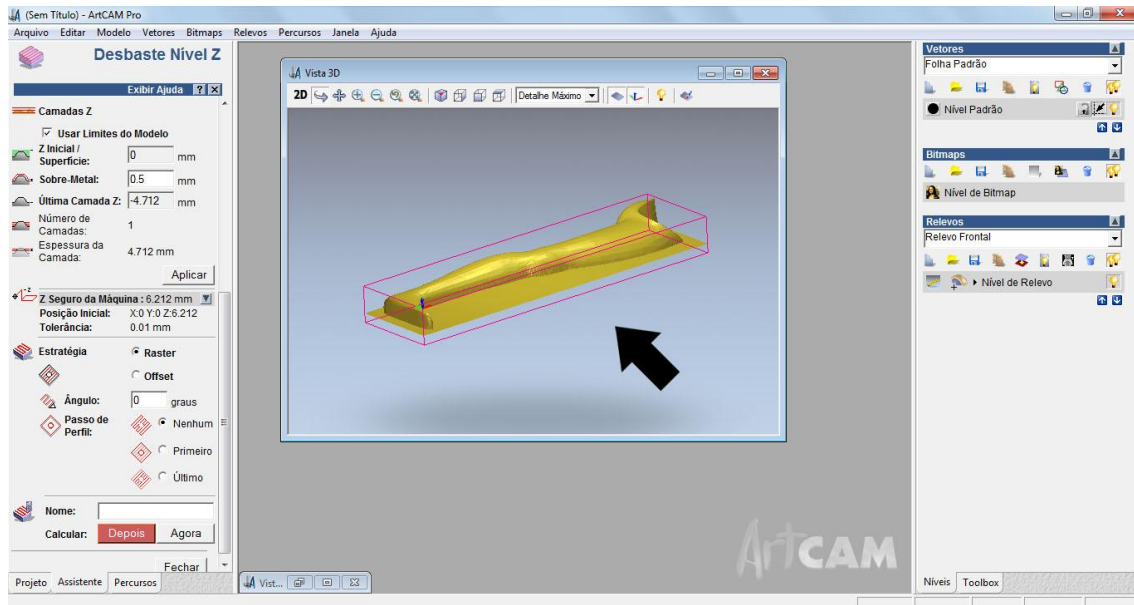 (Sem Título) - ArtCAM Pro
Arquivo Editar Modelo Vetores Bitmaps Relevos Percursos Janela Ajuda
Desbaste Nível Z
Exibir Ajuda ? X
Camadas Z
Usar Limites do Modelo
Z Inicial / Superfície: 0 mm
Sobre-Metal: 0.5 mm
Última Camada Z: -4.712 mm
Número de Camadas: 1
Espessura da Camada: 4.712 mm
Aplicar
Z Seguro da Máquina : 6.212 mm
Posição Inicial: X:0 Y:0 Z:6.212
Tolerância: 0.01 mm
Estratégia
Raster
Offset
Ângulo: 0 graus
Passo de Perfil:
Nenhum
Primeiro
Último
Nome:
Calcular: Depois Agora
Fechar
Projeto Assistente Percursos
Vista 3D
2D Detalhe Máximo
ArtCAM
Vist...
Vetores
Folha Padrão
Nível Padrão
Bitmaps
Nível de Bitmap
Relevos
Relevo Frontal
Nível de Relevo
Níveis Toolbox